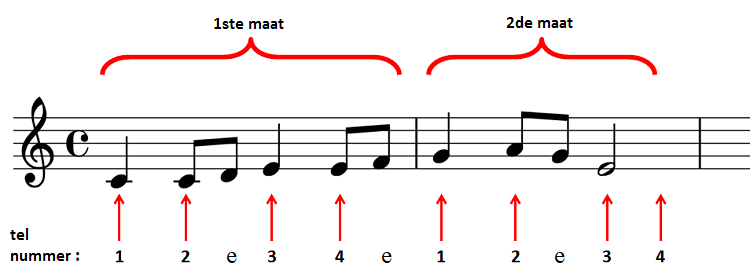 1ste maat 2de maat
tel
nummer : 1 2 e 3 4 e 1 2 e 3 4